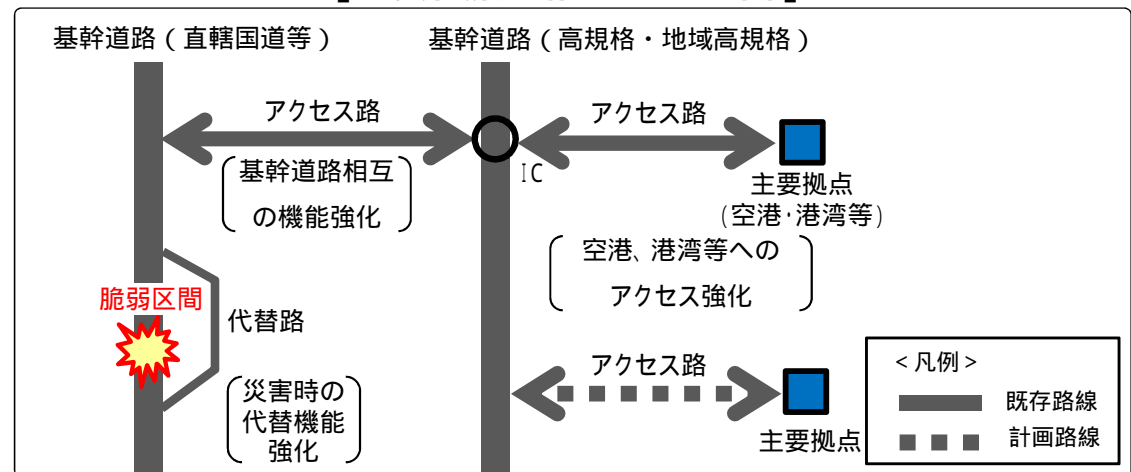 基幹道路（直轄国道等）
基幹道路（高規格・地域高規格）
アクセス路
アクセス路
基幹道路相互
の機能強化
IC
主要拠点
(空港・港湾等)
空港、港湾等への
アクセス強化
脆弱区間
代替路
災害時の
代替機能
強化
アクセス路
主要拠点
＜凡例＞
既存路線
計画路線